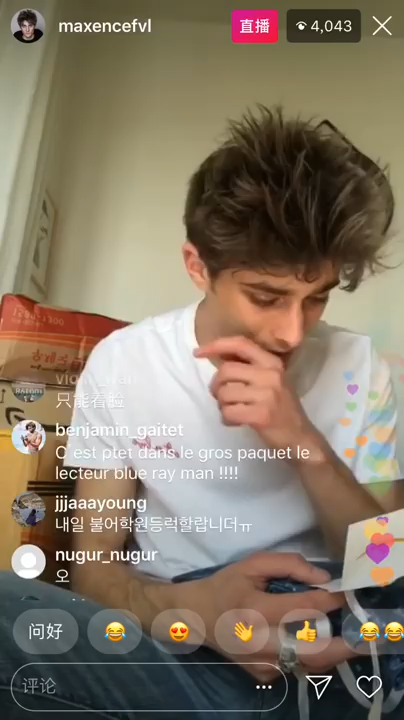 maxencefvl
直播
4,043
只能看脸
benjamin_gaitet
C'est ptet dans le gros paquet le
lecteur blue ray man !!!!
jjjaaayoung
내일 불어학원등럭할랍니더ㅠ
nugur_nugur
오
问好
评论